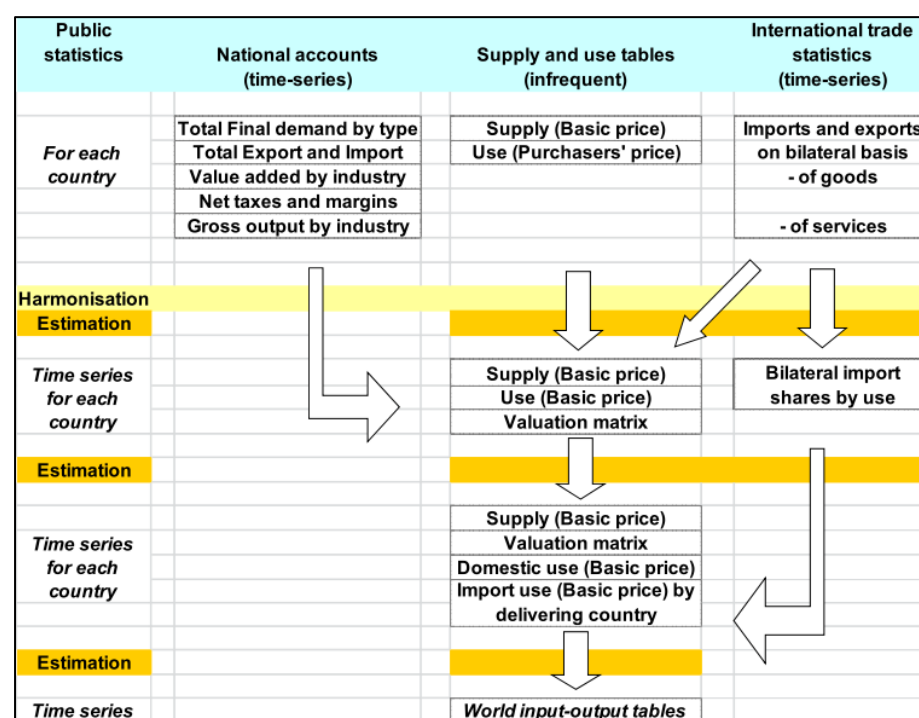 Public
statistics
National accounts
(time-series)
Supply and use tables
(infrequent)
International trade
statistics
(time-series)
For each
country
Total Final demand by type
Total Export and Import
Value added by industry
Net taxes and margins
Gross output by industry
Supply (Basic price)
Use (Purchasers' price)
Imports and exports
on bilateral basis
- of goods
- of services
Harmonisation
Estimation
Time series
for each
country
Supply (Basic price)
Use (Basic price)
Valuation matrix
Bilateral import
shares by use
Estimation
Time series
for each
country
Supply (Basic price)
Valuation matrix
Domestic use (Basic price)
Import use (Basic price) by
delivering country
Estimation
Time series
World input-output tables